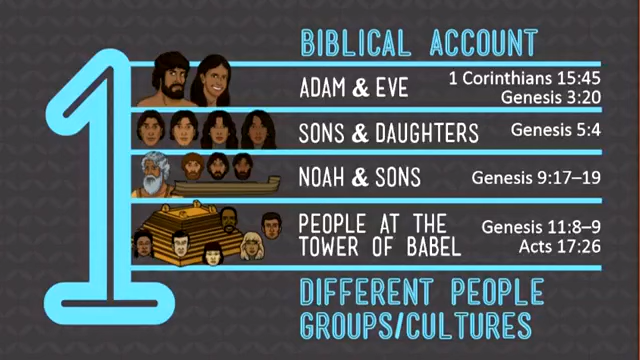 1
BIBLICAL ACCOUNT
ADAM & EVE
1 Corinthians 15:45
Genesis 3:20
SONS & DAUGHTERS
Genesis 5:4
NOAH & SONS
Genesis 9:17–19
PEOPLE AT THE
TOWER OF BABEL
Genesis 11:8–9
Acts 17:26
DIFFERENT PEOPLE
GROUPS/CULTURES